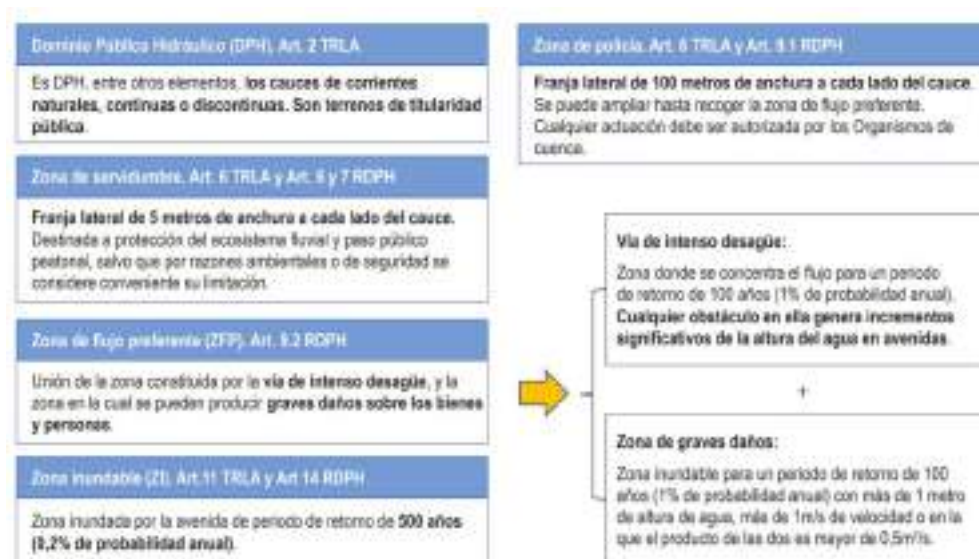 Dominio Público Hidráulico (DPH). Art. 2 TRLA
Es DPH, entre otros elementos, los cauces de corrientes
naturales, continuas o discontinuas. Son terrenos de titularidad
pública.
Zona de servidumbre. Art. 6 TRLA y Art. 6 y 7 RDPH
Franja lateral de 5 metros de anchura a cada lado del cauce.
Destinada a protección del ecosistema fluvial y paso público
peatonal, salvo que por razones ambientales o de seguridad se
considere conveniente su limitación.
Zona de flujo preferente (ZFP). Art. 9.2 RDPH
Unión de la zona constituida por la vía de intenso desagüe, y la
zona en la cual se pueden producir graves daños sobre los bienes
y personas.
Zona inundable (ZI). Art 11 TRLA y Art 14 RDPH
Zona inundada por la avenida de periodo de retorno de 500 años
(0,2% de probabilidad anual).
Zona de policía. Art. 6 TRLA y Art. 9.1 RDPH
Franja lateral de 100 metros de anchura a cada lado del cauce.
Se puede ampliar hasta recoger la zona de flujo preferente.
Cualquier actuación debe ser autorizada por los Organismos de
cuenca.
Vía de intenso desagüe:
Zona donde se concentra el flujo para un periodo
de retorno de 100 años (1% de probabilidad anual).
Cualquier obstáculo en ella genera incrementos
significativos de la altura del agua en avenidas.
+
Zona de graves daños:
Zona inundable para un periodo de retorno de 100
años (1% de probabilidad anual) con más de 1 metro
de altura de agua, más de 1m/s de velocidad o en la
que el producto de las dos es mayor de 0,5m²/s.